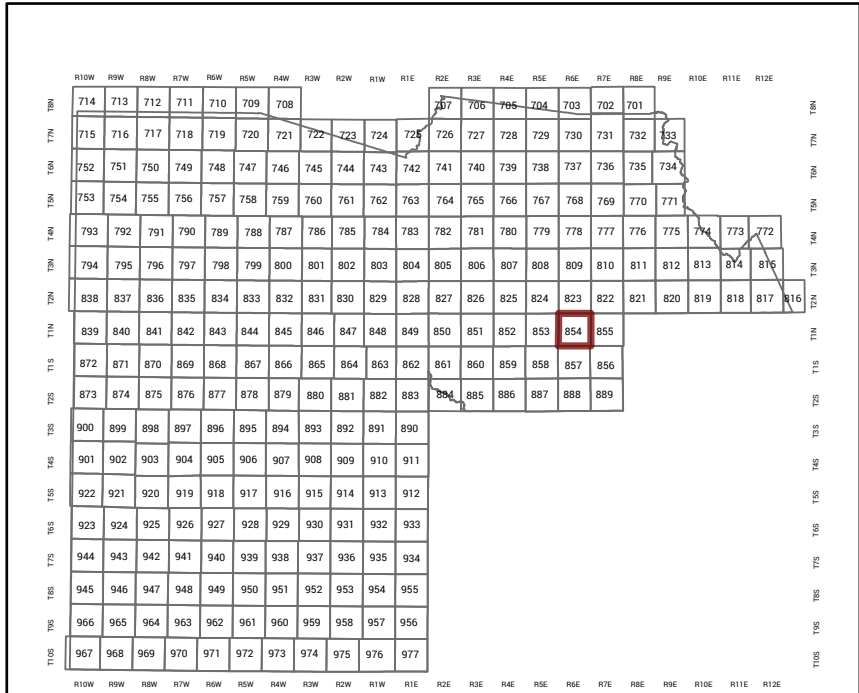 R10W R9W R8W R7W R6W R5W R4W R3W R2W R1W R1E R2E R3E R4E R5E R6E R7E R8E R9E R10E R11E R12E
T8N 714 713 712 711 710 709 708 707 706 705 704 703 702 701 T8N
T7N 715 716 717 718 719 720 721 722 723 724 725 726 727 728 729 730 731 732 733 T7N
T6N 752 751 750 749 748 747 746 745 744 743 742 741 740 739 738 737 736 735 734 T6N
T5N 753 754 755 756 757 758 759 760 761 762 763 764 765 766 767 768 769 770 771 T5N
T4N 793 792 791 790 789 788 787 786 785 784 783 782 781 780 779 778 777 776 775 774 773 772 T4N
T3N 794 795 796 797 798 799 800 801 802 803 804 805 806 807 808 809 810 811 812 813 814 815 T3N
T2N 838 837 836 835 834 833 832 831 830 829 828 827 826 825 824 823 822 821 820 819 818 817 816 T2N
T1N 839 840 841 842 843 844 845 846 847 848 849 850 851 852 853 854 855 T1N
T1S 872 871 870 869 868 867 866 865 864 863 862 861 860 859 858 857 856 T1S
T2S 873 874 875 876 877 878 879 880 881 882 883 884 885 886 887 888 889 T2S
T3S 900 899 898 897 896 895 894 893 892 891 890 T3S
T4S 901 902 903 904 905 906 907 908 909 910 911 T4S
T5S 922 921 920 919 918 917 916 915 914 913 912 T5S
T6S 923 924 925 926 927 928 929 930 931 932 933 T6S
T7S 944 943 942 941 940 939 938 937 936 935 934 T7S
T8S 945 946 947 948 949 950 951 952 953 954 955 T8S
T9S 966 965 964 963 962 961 960 959 958 957 956 T9S
T10S 967 968 969 970 971 972 973 974 975 976 977 T10S
R10W R9W R8W R7W R6W R5W R4W R3W R2W R1W R1E R2E R3E R4E R5E R6E R7E R8E R9E R10E R11E R12E